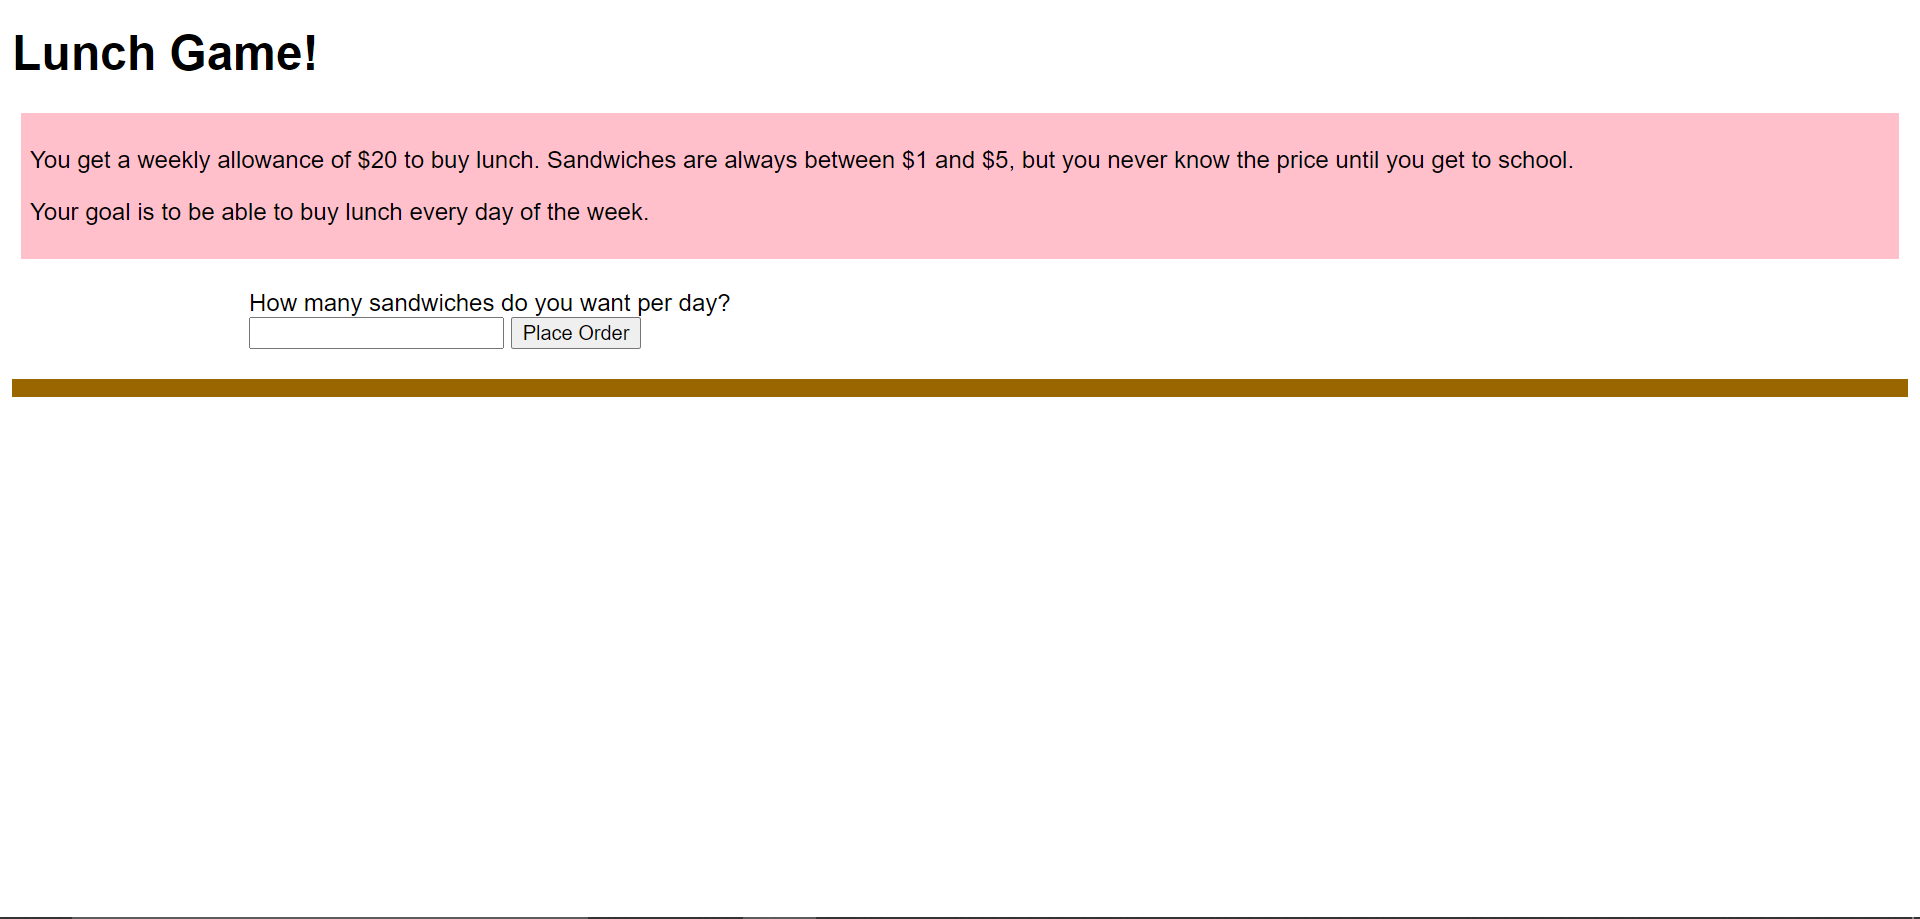 Lunch Game!
You get a weekly allowance of $20 to buy lunch. Sandwiches are always between $1 and $5, but you never know the price until you get to school.
Your goal is to be able to buy lunch every day of the week.
How many sandwiches do you want per day?
Place Order